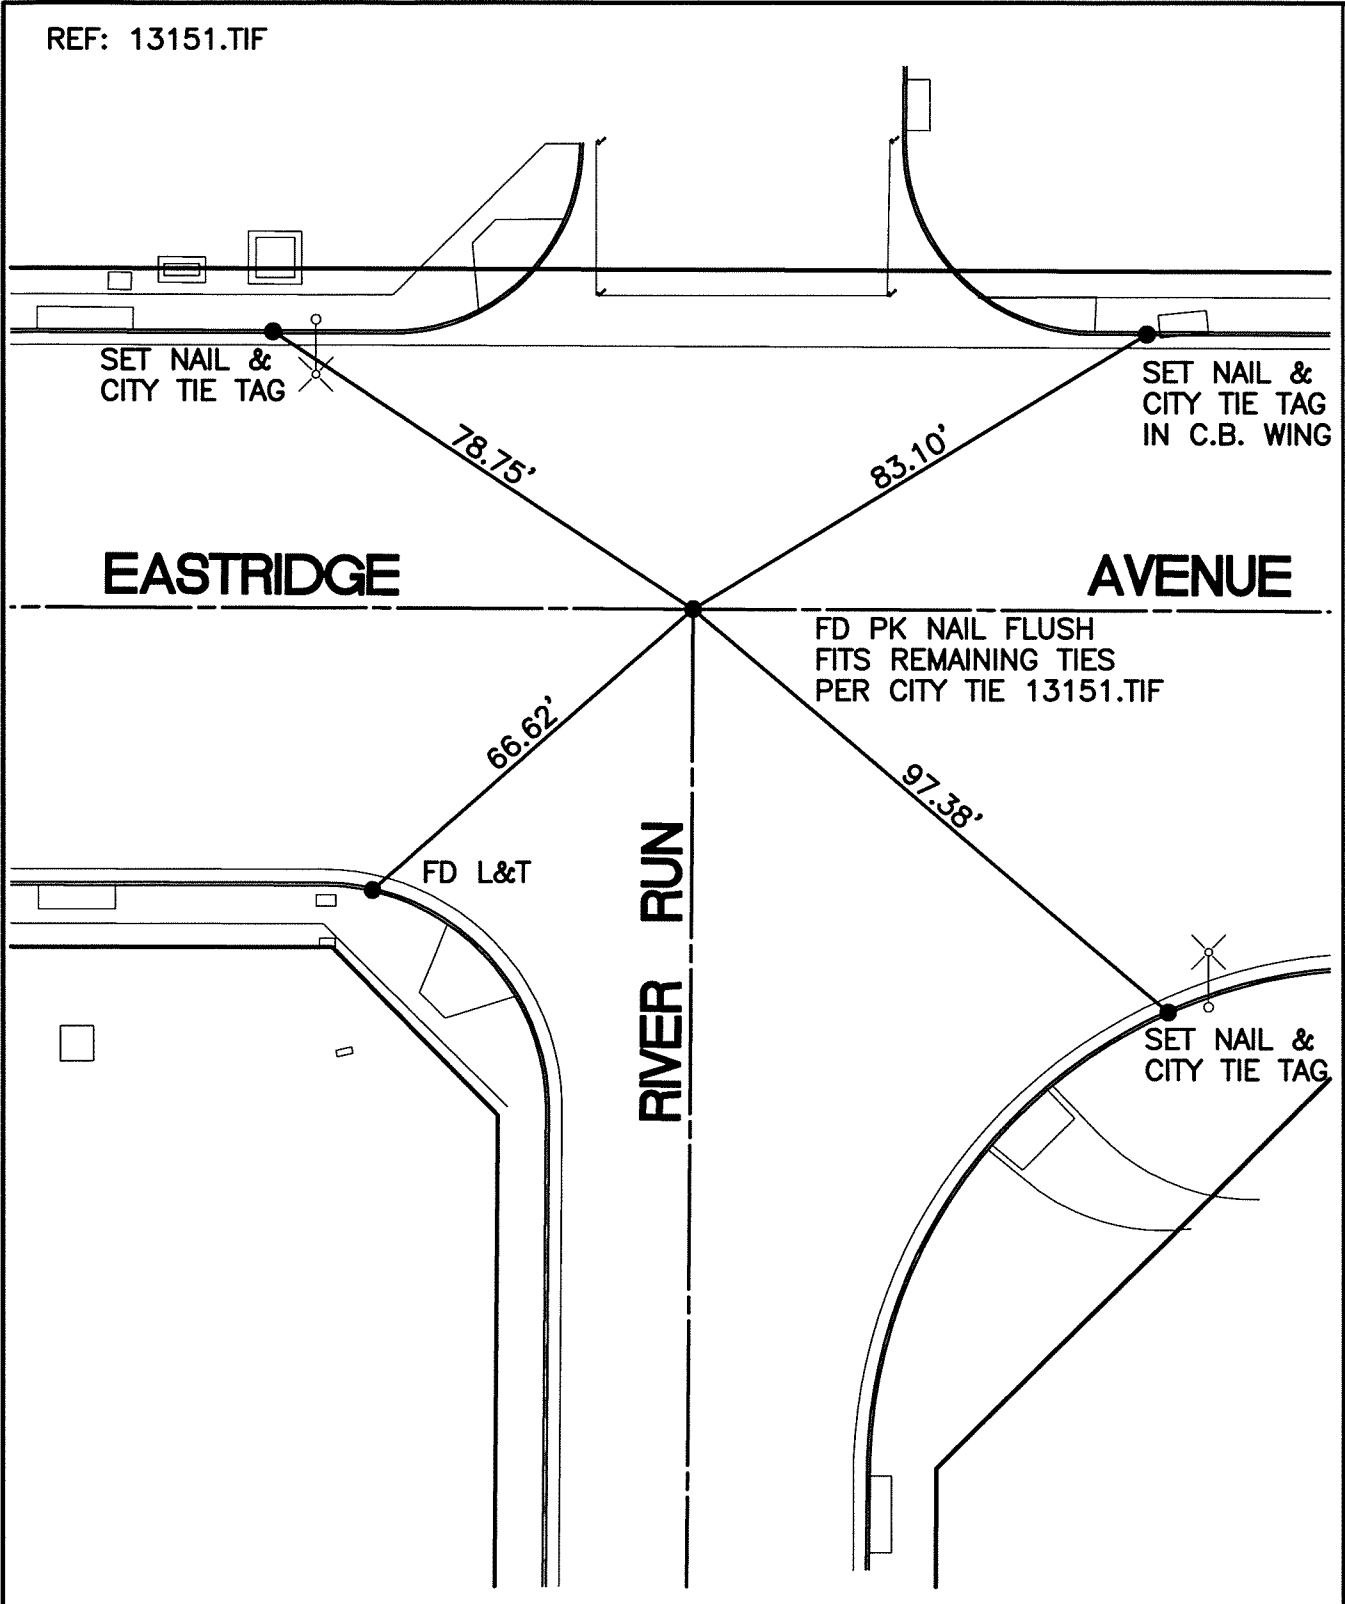 REF: 13151.TIF
SET NAIL &
CITY TIE TAG
SET NAIL &
CITY TIE TAG
IN C.B. WING
78.75'
83.10'
EASTRIDGE AVENUE
FD PK NAIL FLUSH
FITS REMAINING TIES
PER CITY TIE 13151.TIF
66.62'
97.38'
FD L&T
RIVER RUN
SET NAIL &
CITY TIE TAG